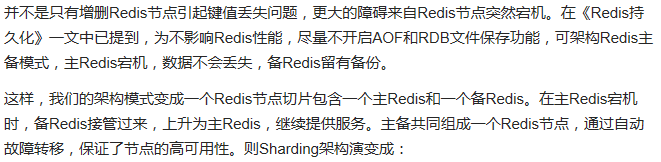 并不是只有增删Redis节点引起键值丢失问题，更大的障碍来自Redis节点突然宕机。在《Redis持
久化》一文中已提到，为不影响Redis性能，尽量不开启AOF和RDB文件保存功能，可架构Redis主
备模式，主Redis宕机，数据不会丢失，备Redis留有备份。
这样，我们的架构模式变成一个Redis节点切片包含一个主Redis和一个备Redis。在主Redis宕机
时，备Redis接管过来，上升为主Redis，继续提供服务。主备共同组成一个Redis节点，通过自动
故障转移，保证了节点的高可用性。则Sharding架构演变成：